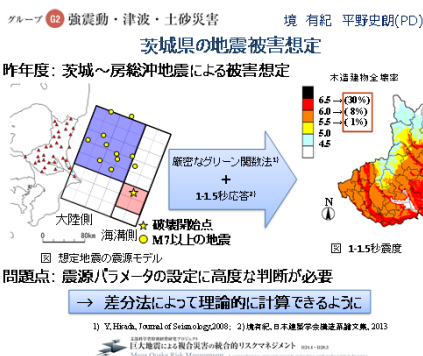 グループ G2 強震動・津波・土砂災害
境 有紀 平野史朗(PD)
茨城県の地震被害想定
昨年度: 茨城～房総沖地震による被害想定
木造建物全壊率
6.5 → (30%)
6.0 → ( 8%)
5.5 → ( 1%)
5.0
4.5
厳密なグリーン関数法1)
+
1-1.5秒応答2)
大陸側
海溝側
0 80km
破壊開始点
M7以上の地震
N
図 想定地震の震源モデル
図 1-1.5秒震度
問題点: 震源パラメータの設定に高度な判断が必要
→ 差分法によって理論的に計算できるように
1) Y, Hirada, Journal of Seismology,2008; 2) 境有紀, 日本建築学会構造系論文集, 2013
巨大地震による複合災害の統合的リスクマネジメント